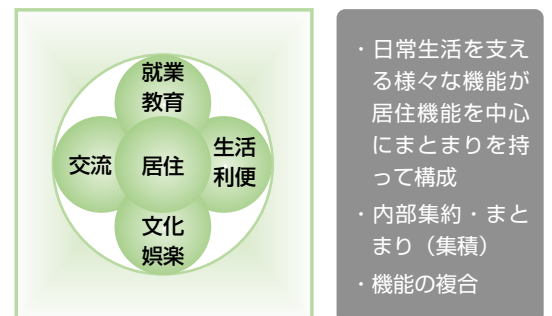 就業
教育
交流
居住
生活
利便
文化
娯楽
・日常生活を支え
る様々な機能が
居住機能を中心
にまとまりを持
って構成
・内部集約・まと
まり（集積）
・機能の複合